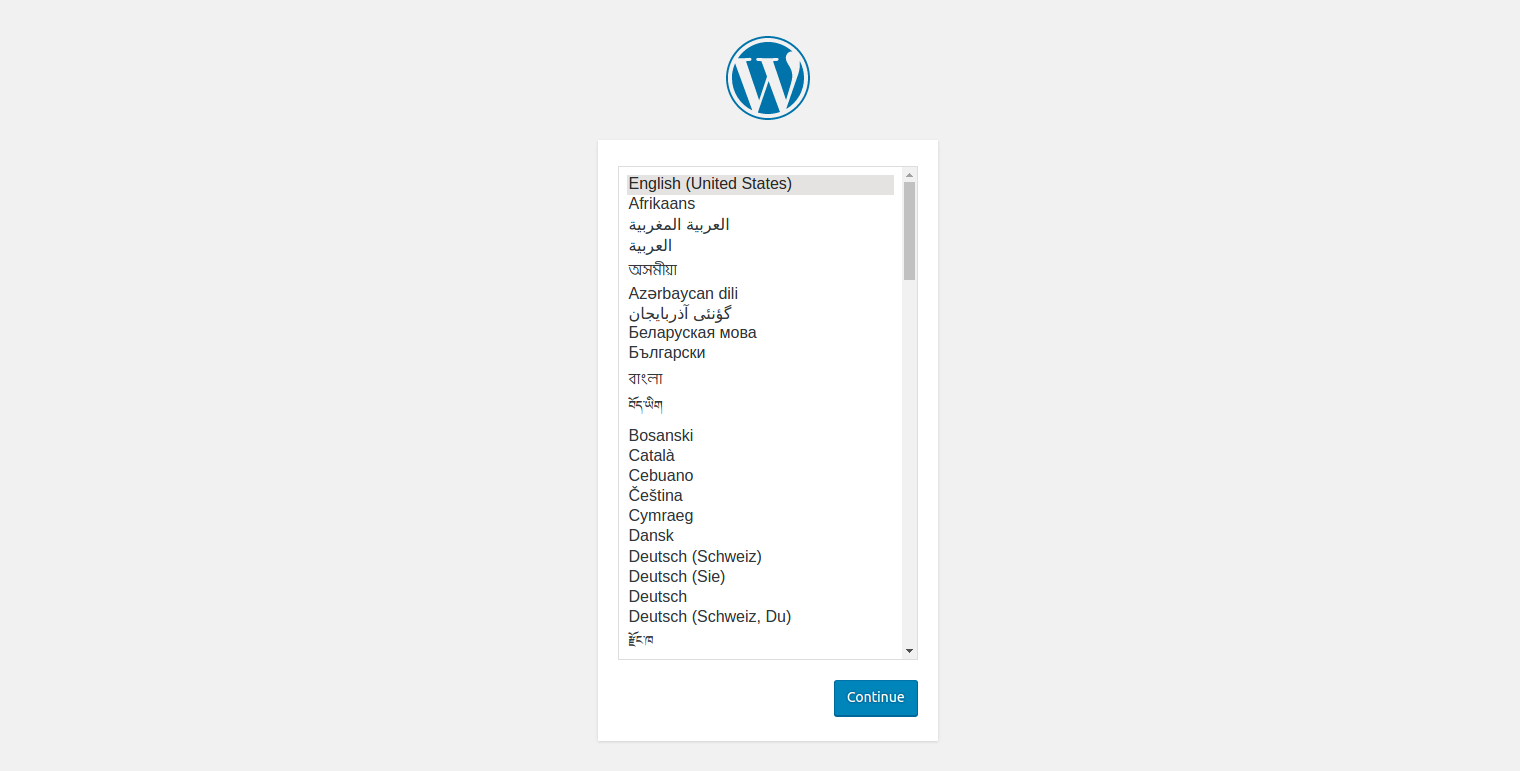 English (United States)
Afrikaans
العربية المغربية
العربية
অসমীয়া
Azərbaycan dili
گؤنئی آذربایجان
Беларуская мова
Български
বাংলা
བོད་ཡིག
Bosanski
Català
Cebuano
Čeština
Cymraeg
Dansk
Deutsch (Schweiz)
Deutsch (Sie)
Deutsch
Deutsch (Schweiz, Du)
རྫོང་ཁ
Continue